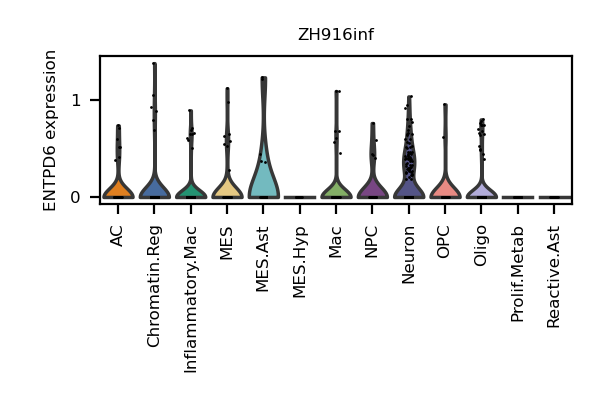 ZH916inf
ENTPD6 expression
1
0
AC
Chromatin.Reg
Inflammatory.Mac
MES
MES.Ast
MES.Hyp
Mac
NPC
Neuron
OPC
Oligo
Prolif.Metab
Reactive.Ast